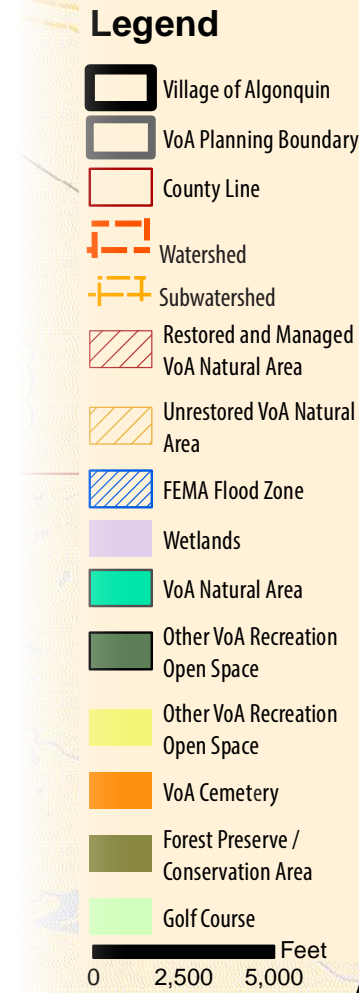 Legend
Village of Algonquin
VoA Planning Boundary
County Line
Watershed
Subwatershed
Restored and Managed
VoA Natural Area
Unrestored VoA Natural
Area
FEMA Flood Zone
Wetlands
VoA Natural Area
Other VoA Recreation
Open Space
Other VoA Recreation
Open Space
VoA Cemetery
Forest Preserve /
Conservation Area
Golf Course
Feet
0 2,500 5,000